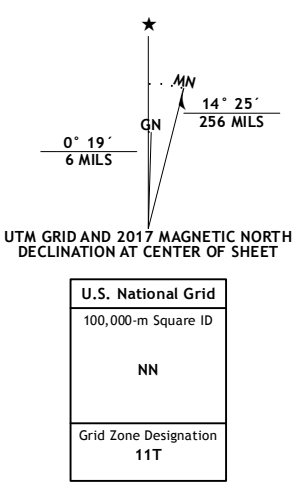 ★
MN
GN
14° 25´
256 MILS
0° 19´
6 MILS
UTM GRID AND 2017 MAGNETIC NORTH
DECLINATION AT CENTER OF SHEET
U.S. National Grid
100,000-m Square ID
NN
Grid Zone Designation
11T